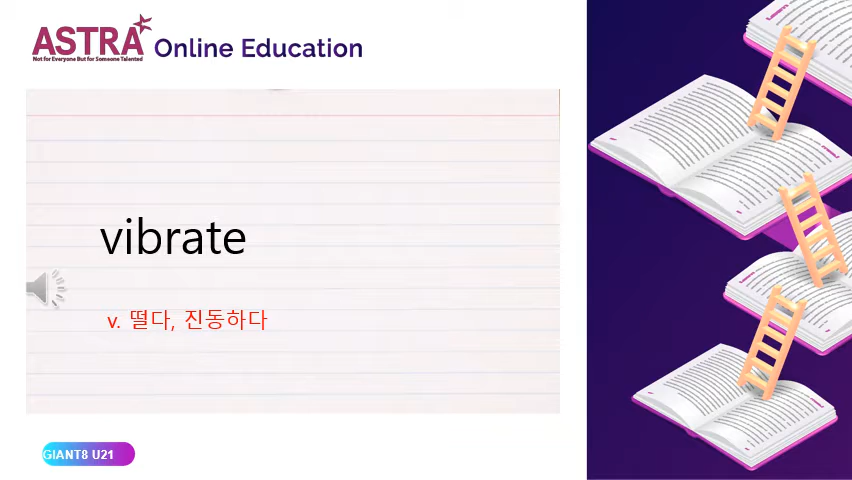 ASTRA
Not for Everyone But for Someone Talented
Online Education
vibrate
v. 떨다, 진동하다
GIANT8 U21